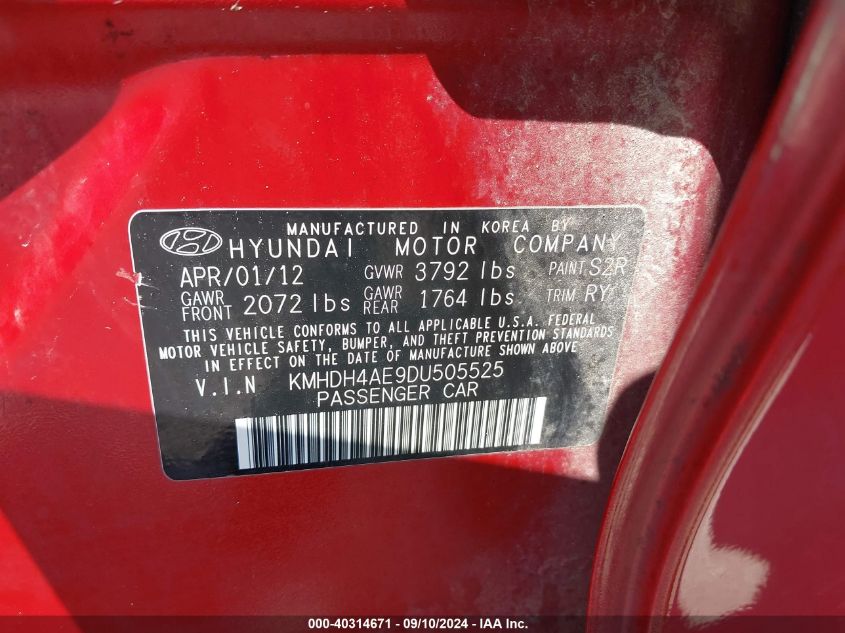 MANUFACTURED IN KOREA BY
HYUNDAI MOTOR COMPANY
APR/01/12 GVWR 3792 lbs PAINT S2R
GAWR FRONT 2072 lbs GAWR REAR 1764 lbs TRIM RY
THIS VEHICLE CONFORMS TO ALL APPLICABLE U.S.A. FEDERAL
MOTOR VEHICLE SAFETY, BUMPER, AND THEFT PREVENTION STANDARDS
IN EFFECT ON THE DATE OF MANUFACTURE SHOWN ABOVE
V.I.N KMHDH4AE9DU505525
PASSENGER CAR
000-40314671 - 09/10/2024 - IAA Inc.